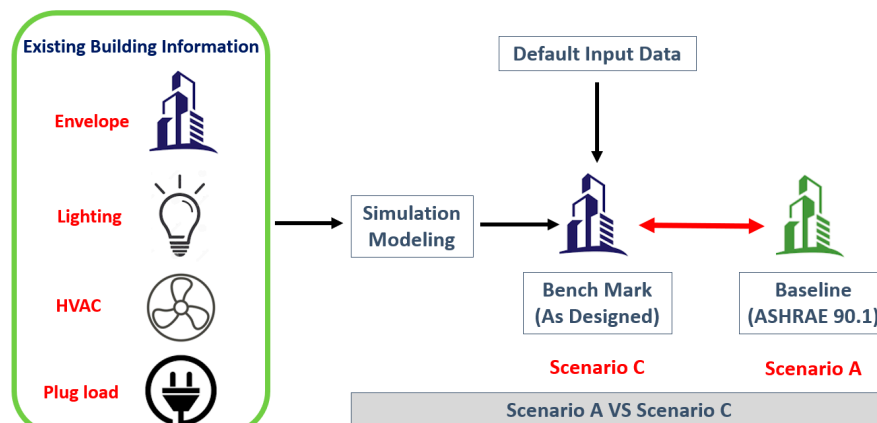 Existing Building Information
Envelope
Lighting
HVAC
Plug load
Simulation
Modeling
Default Input Data
Bench Mark
(As Designed)
Scenario C
Baseline
(ASHRAE 90.1)
Scenario A
Scenario A VS Scenario C